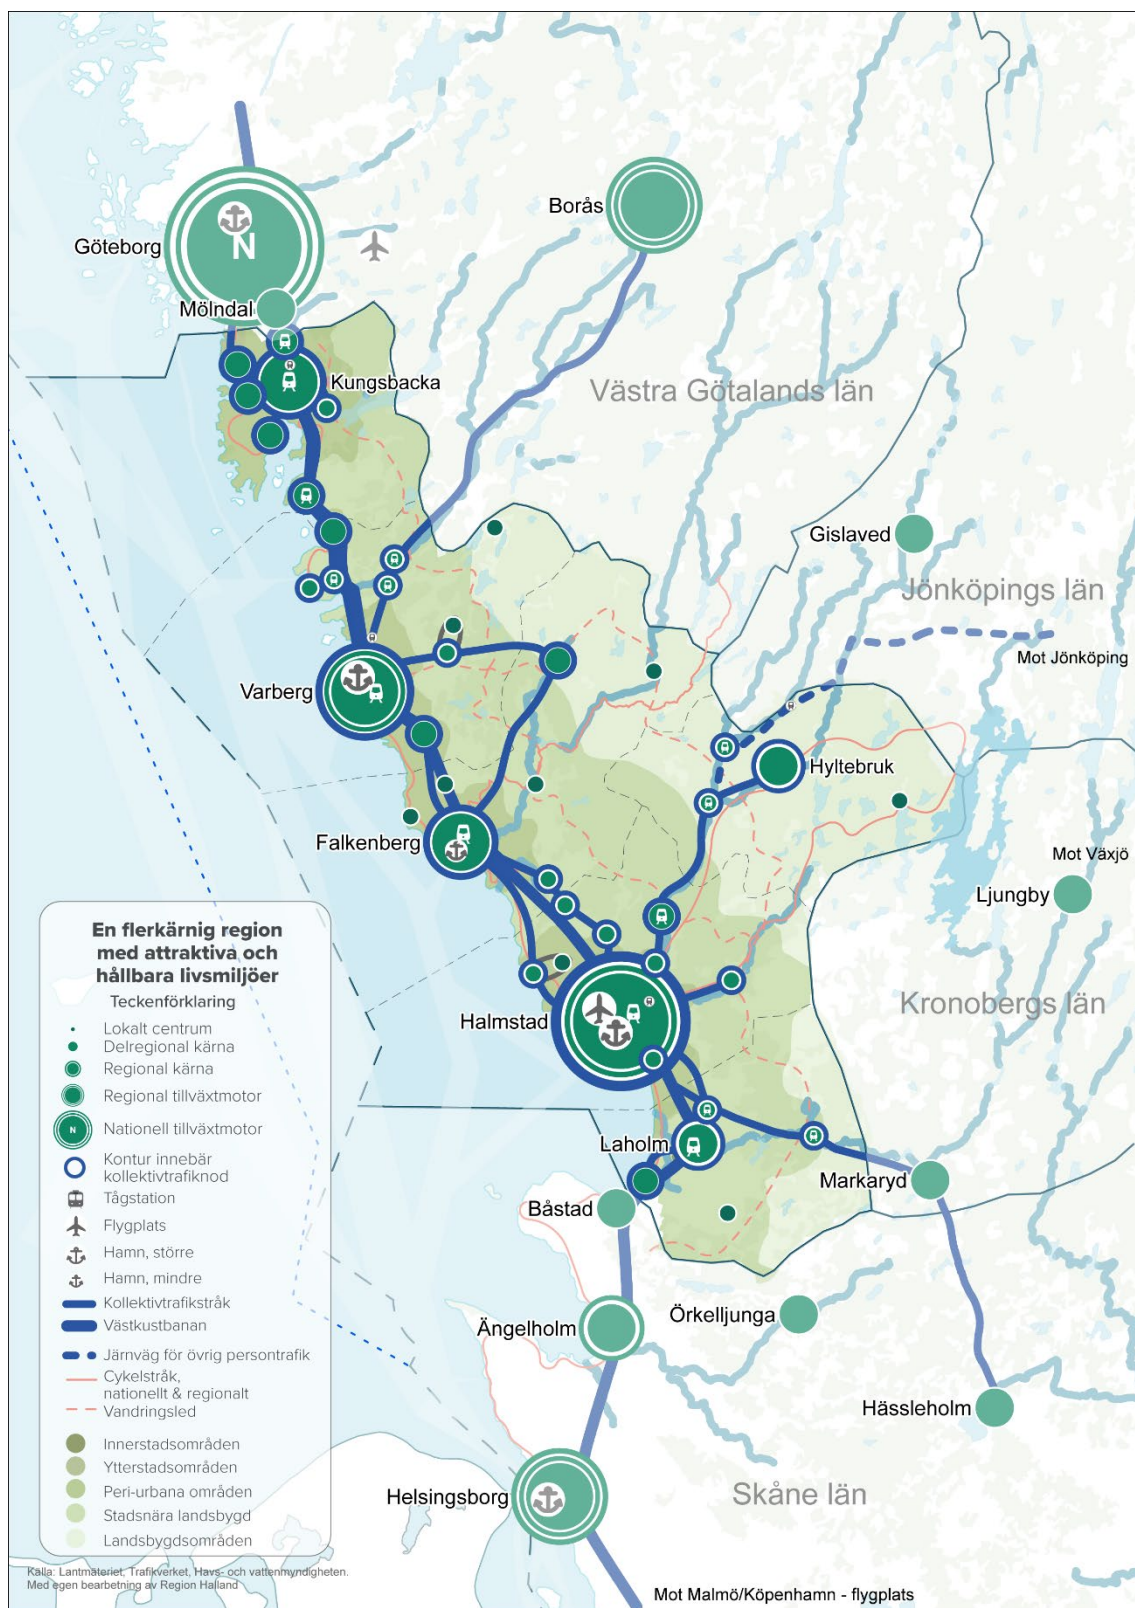 Borås
Göteborg
N
Mölndal
Kungsbacka
Västra Götalands län
Gislaved
Jönköpings län
Mot Jönköping
Varberg
Hyltebruk
Falkenberg
Mot Växjö
Ljungby
Kronobergs län
Halmstad
Laholm
Markaryd
Båstad
Örkelljunga
Ängelholm
Hässleholm
Helsingsborg
Skåne län
Mot Malmö/Köpenhamn - flygplats
En flerkärnig region
med attraktiva och
hållbara livsmiljöer
Teckenförklaring
Lokalt centrum
Delregional kärna
Regional kärna
Regional tillväxtmotor
N
Nationell tillväxtmotor
Kontur innebär
kollektivtrafiknod
Tågstation
Flygplats
Hamn, större
Hamn, mindre
Kollektivtrafikstråk
Västkustbanan
Järnväg för övrig persontrafik
Cykelstråk,
nationellt & regionalt
Vandringsled
Innerstadsområden
Ytterstadsområden
Peri-urbana områden
Stadsnära landsbygd
Landsbygdsområden
Källa: Lantmäteriet, Trafikverket, Havs- och vattenmyndigheten.
Med egen bearbetning av Region Halland